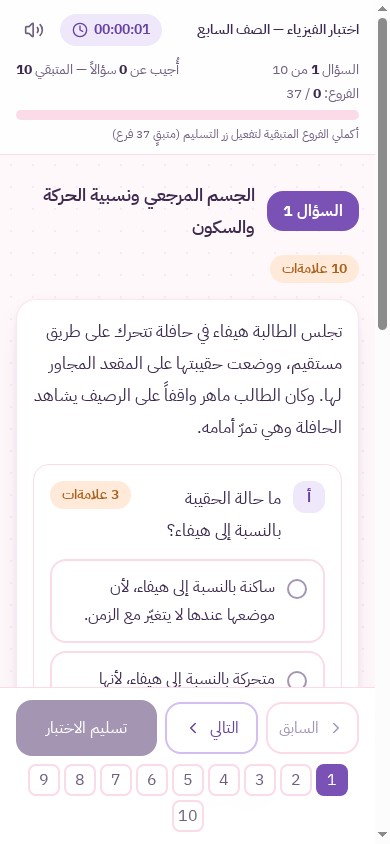 اختبار الفيزياء — الصف السابع
00:00:01
السؤال 1 من 10
أُجيب عن 0 سؤالاً — المتبقي 10
الفروع: 0 / 37
أكملي الفروع المتبقية لتفعيل زر التسليم (متبقٍ 37 فرع)
السؤال 1
الجسم المرجعي ونسبية الحركة
والسكون
10 علامةات
تجلس الطالبة هيفاء في حافلة تتحرك على طريق
مستقيم، ووضعت حقيبتها على المقعد المجاور
لها. وكان الطالب ماهر واقفاً على الرصيف يشاهد
الحافلة وهي تمرّ أمامه.
أ
ما حالة الحقيبة
بالنسبة إلى هيفاء؟
3 علامةات
ساكنة بالنسبة إلى هيفاء، لأن
موضعها عندها لا يتغيّر مع الزمن.
متحركة بالنسبة إلى هيفاء، لأنها
السابق
التالي
تسليم الاختبار
1 2 3 4 5 6 7 8 9
10